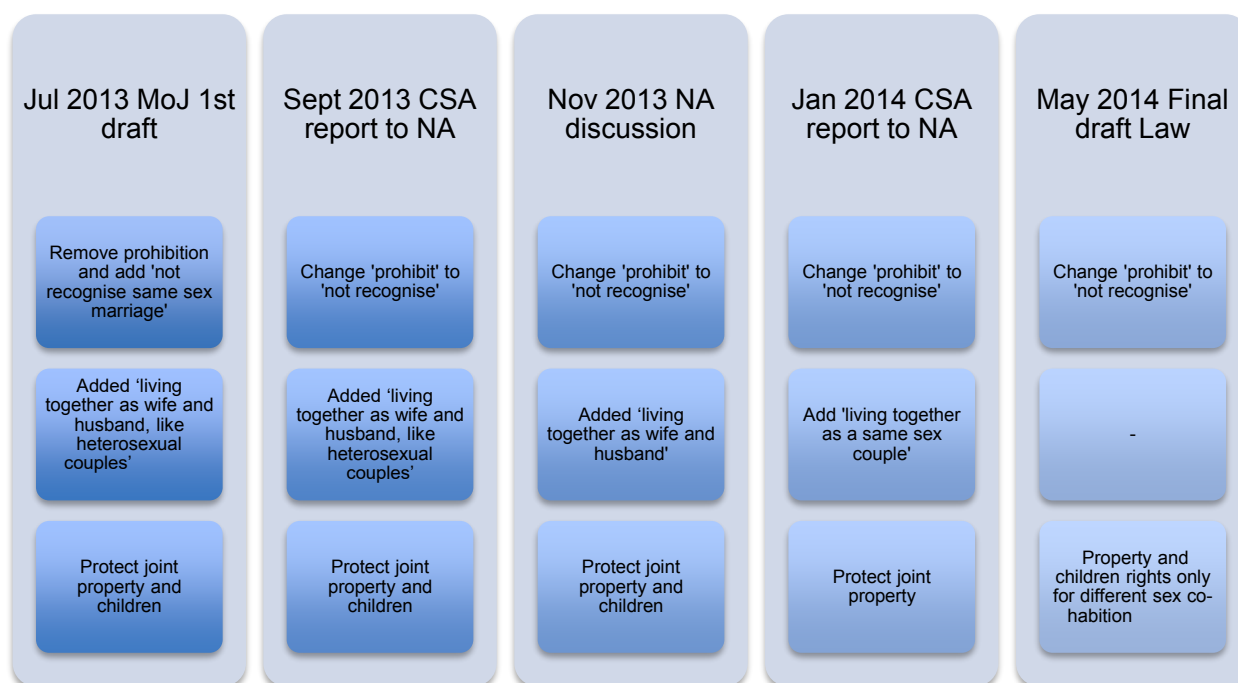 Jul 2013 MoJ 1st
draft
Remove prohibition
and add 'not
recognise same sex
marriage'
Added ‘living
together as wife and
husband, like
heterosexual
couples’
Protect joint
property and
children
Sept 2013 CSA
report to NA
Change 'prohibit' to
'not recognise'
Added ‘living
together as wife and
husband, like
heterosexual
couples’
Protect joint
property and
children
Nov 2013 NA
discussion
Change 'prohibit' to
'not recognise'
Added ‘living
together as wife and
husband'
Protect joint
property and
children
Jan 2014 CSA
report to NA
Change 'prohibit' to
'not recognise'
Add 'living together
as a same sex
couple'
Protect joint
property
May 2014 Final
draft Law
Change 'prohibit' to
'not recognise'
-
Property and
children rights only
for different sex co-
habition